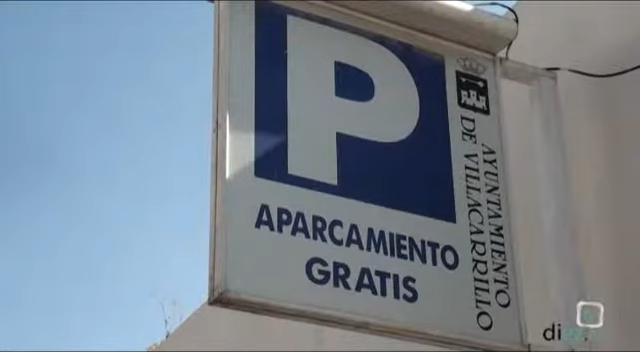 P
APARCAMIENTO
GRATIS
AYUNTAMIENTO
DE VILLACARRILLO